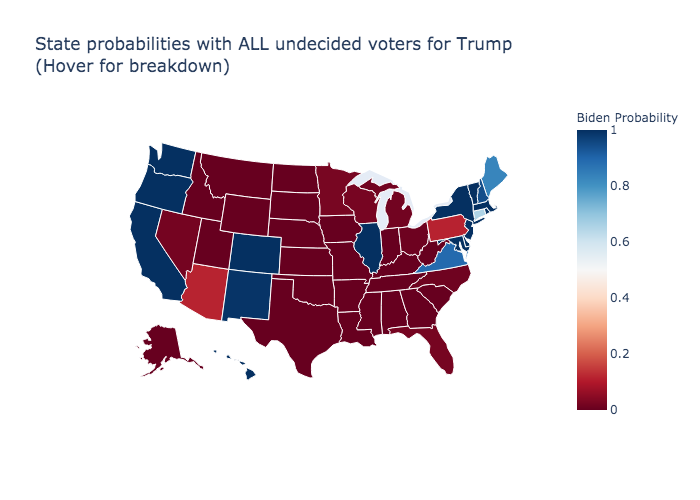 State probabilities with ALL undecided voters for Trump
(Hover for breakdown)
Biden Probability
1
0.8
0.6
0.4
0.2
0